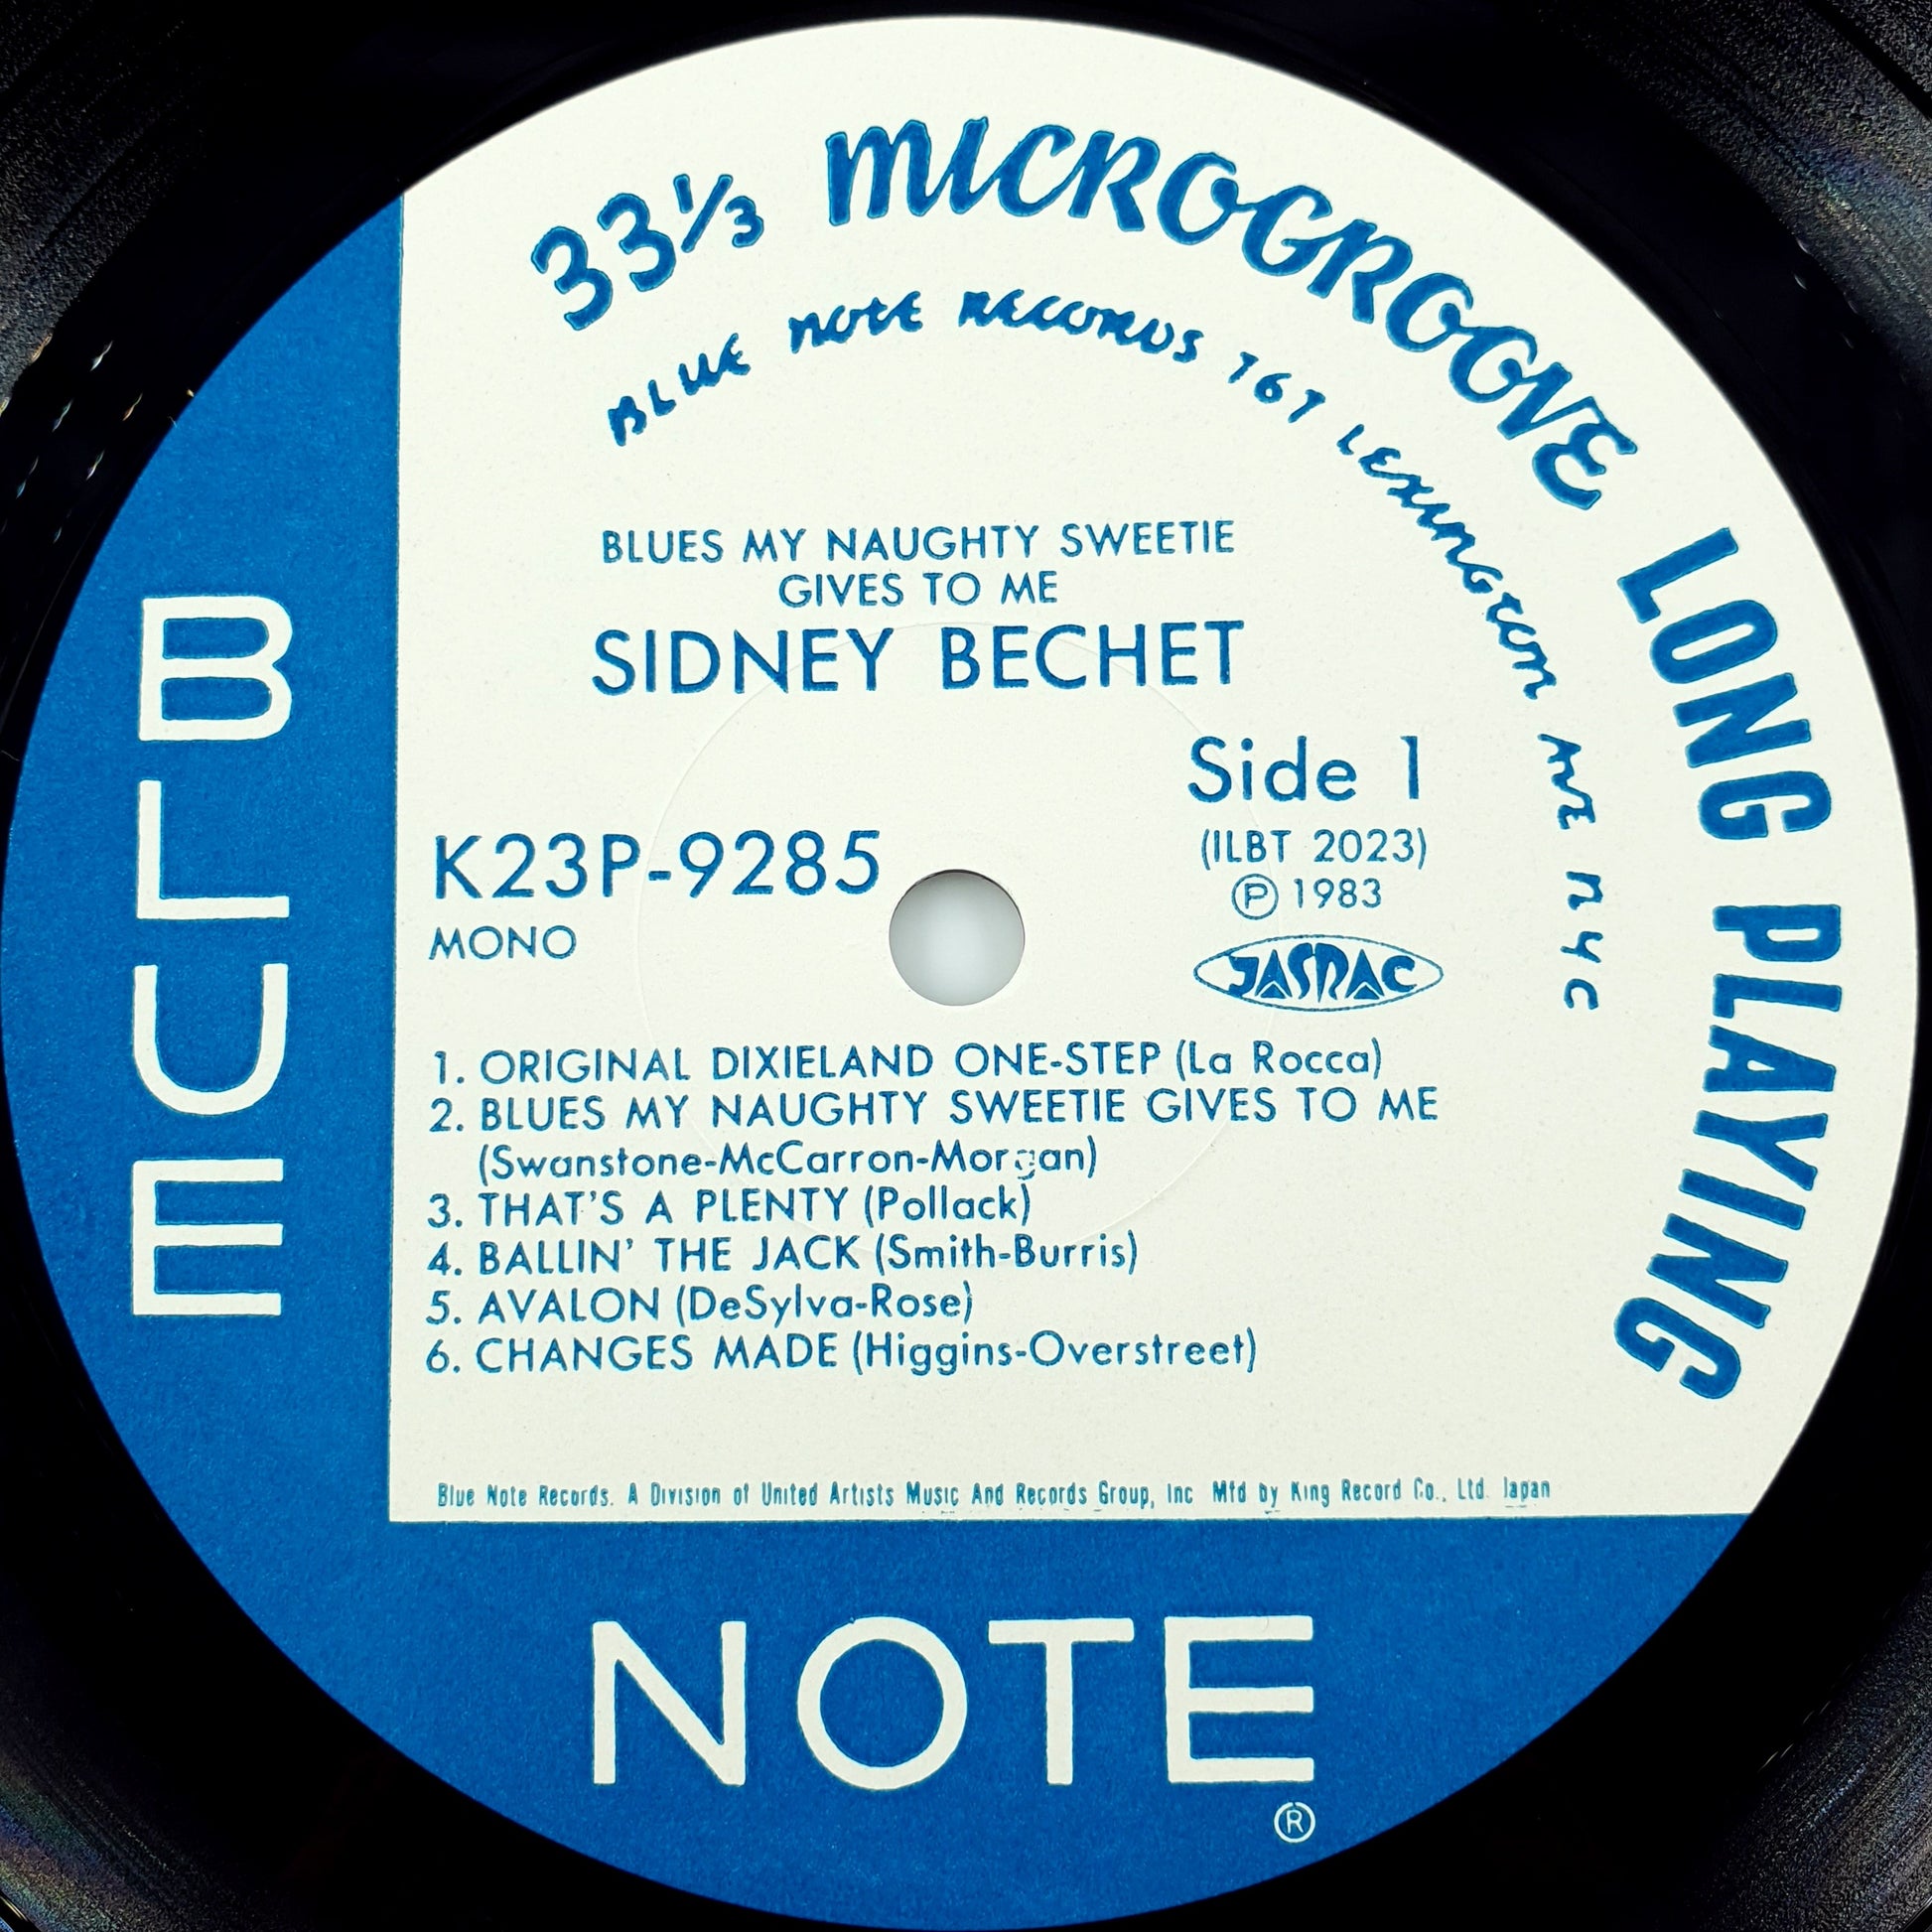 33⅓ MICROGROOVE LONG PLAYING
BLUE NOTE RECORDS 767 LEXINGTON AVE NYC
BLUES MY NAUGHTY SWEETIE
GIVES TO ME
SIDNEY BECHET
Side 1
K23P-9285
(ILBT 2023)
Ⓟ 1983
MONO
JASRAC
1. ORIGINAL DIXIELAND ONE-STEP (La Rocca)
2. BLUES MY NAUGHTY SWEETIE GIVES TO ME
(Swanstone-McCarron-Morgan)
3. THAT'S A PLENTY (Pollack)
4. BALLIN' THE JACK (Smith-Burris)
5. AVALON (DeSylva-Rose)
6. CHANGES MADE (Higgins-Overstreet)
Blue Note Records. A Division of United Artists Music And Records Group, Inc Mfd by King Record Co., Ltd. Japan
BLUE
NOTE
®